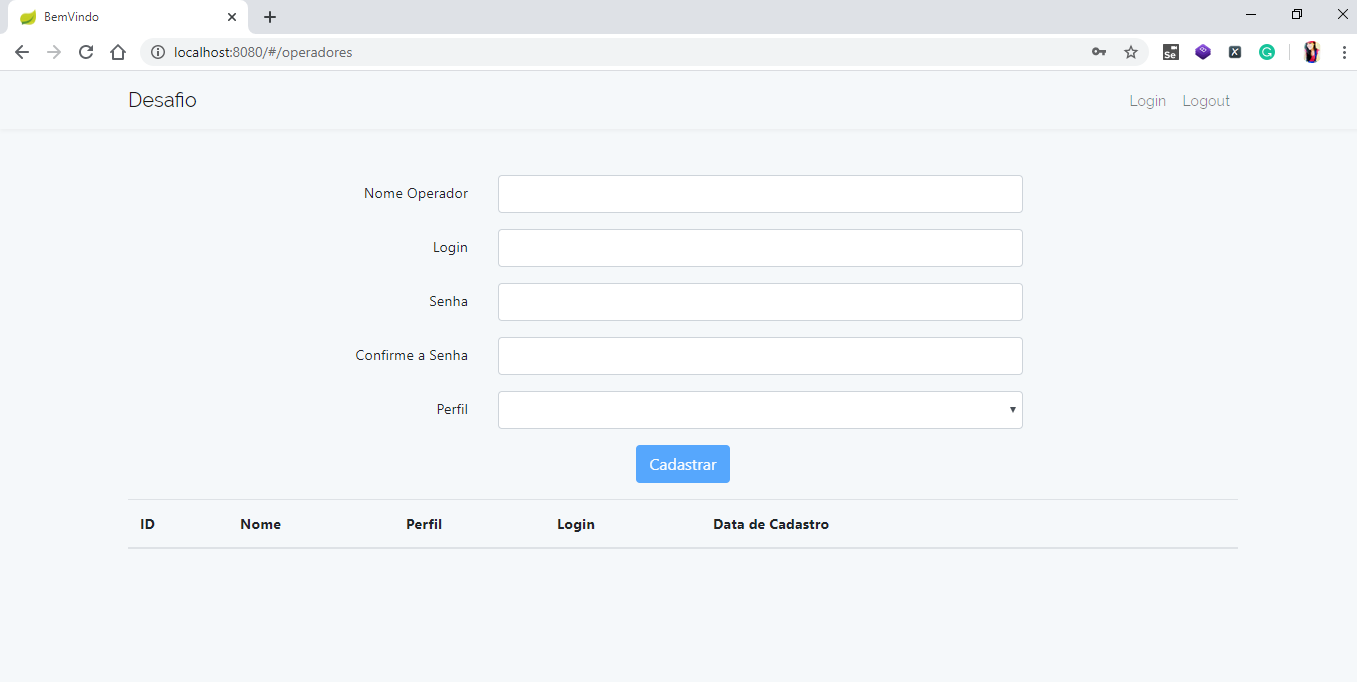 BemVindo
localhost:8080/#/operadores
Desafio Login Logout
Nome Operador
Login
Senha
Confirme a Senha
Perfil
Cadastrar
ID Nome Perfil Login Data de Cadastro